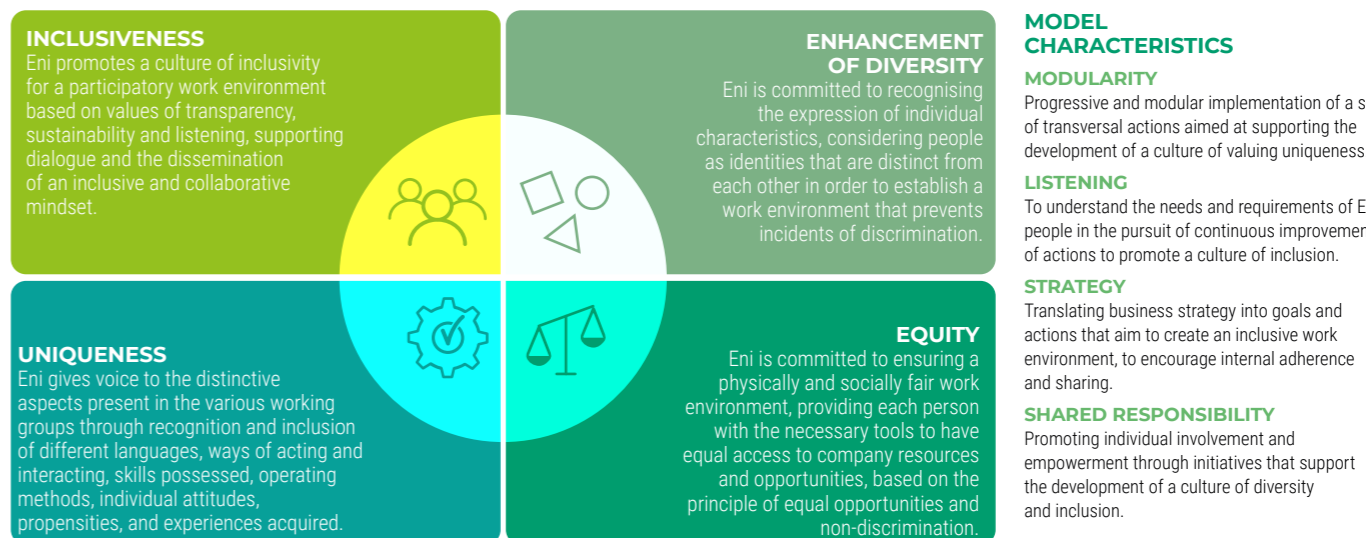 INCLUSIVENESS
Eni promotes a culture of inclusivity
for a participatory work environment
based on values of transparency,
sustainability and listening, supporting
dialogue and the dissemination
of an inclusive and collaborative
mindset.
ENHANCEMENT
OF DIVERSITY
Eni is committed to recognising
the expression of individual
characteristics, considering people
as identities that are distinct from
each other in order to establish a
work environment that prevents
incidents of discrimination.
UNIQUENESS
Eni gives voice to the distinctive
aspects present in the various working
groups through recognition and inclusion
of different languages, ways of acting and
interacting, skills possessed, operating
methods, individual attitudes,
propensities, and experiences acquired.
EQUITY
Eni is committed to ensuring a
physically and socially fair work
environment, providing each person
with the necessary tools to have
equal access to company resources
and opportunities, based on the
principle of equal opportunities and
non-discrimination.
MODEL
CHARACTERISTICS
MODULARITY
Progressive and modular implementation of a
of transversal actions aimed at supporting the
development of a culture of valuing uniqueness
LISTENING
To understand the needs and requirements of
people in the pursuit of continuous
of actions to promote a culture of inclusion.
STRATEGY
Translating business strategy into goals and
actions that aim to create an inclusive work
environment, to encourage internal adherence
and sharing.
SHARED RESPONSIBILITY
Promoting individual involvement and
empowerment through initiatives that support
the development of a culture of diversity
and inclusion.